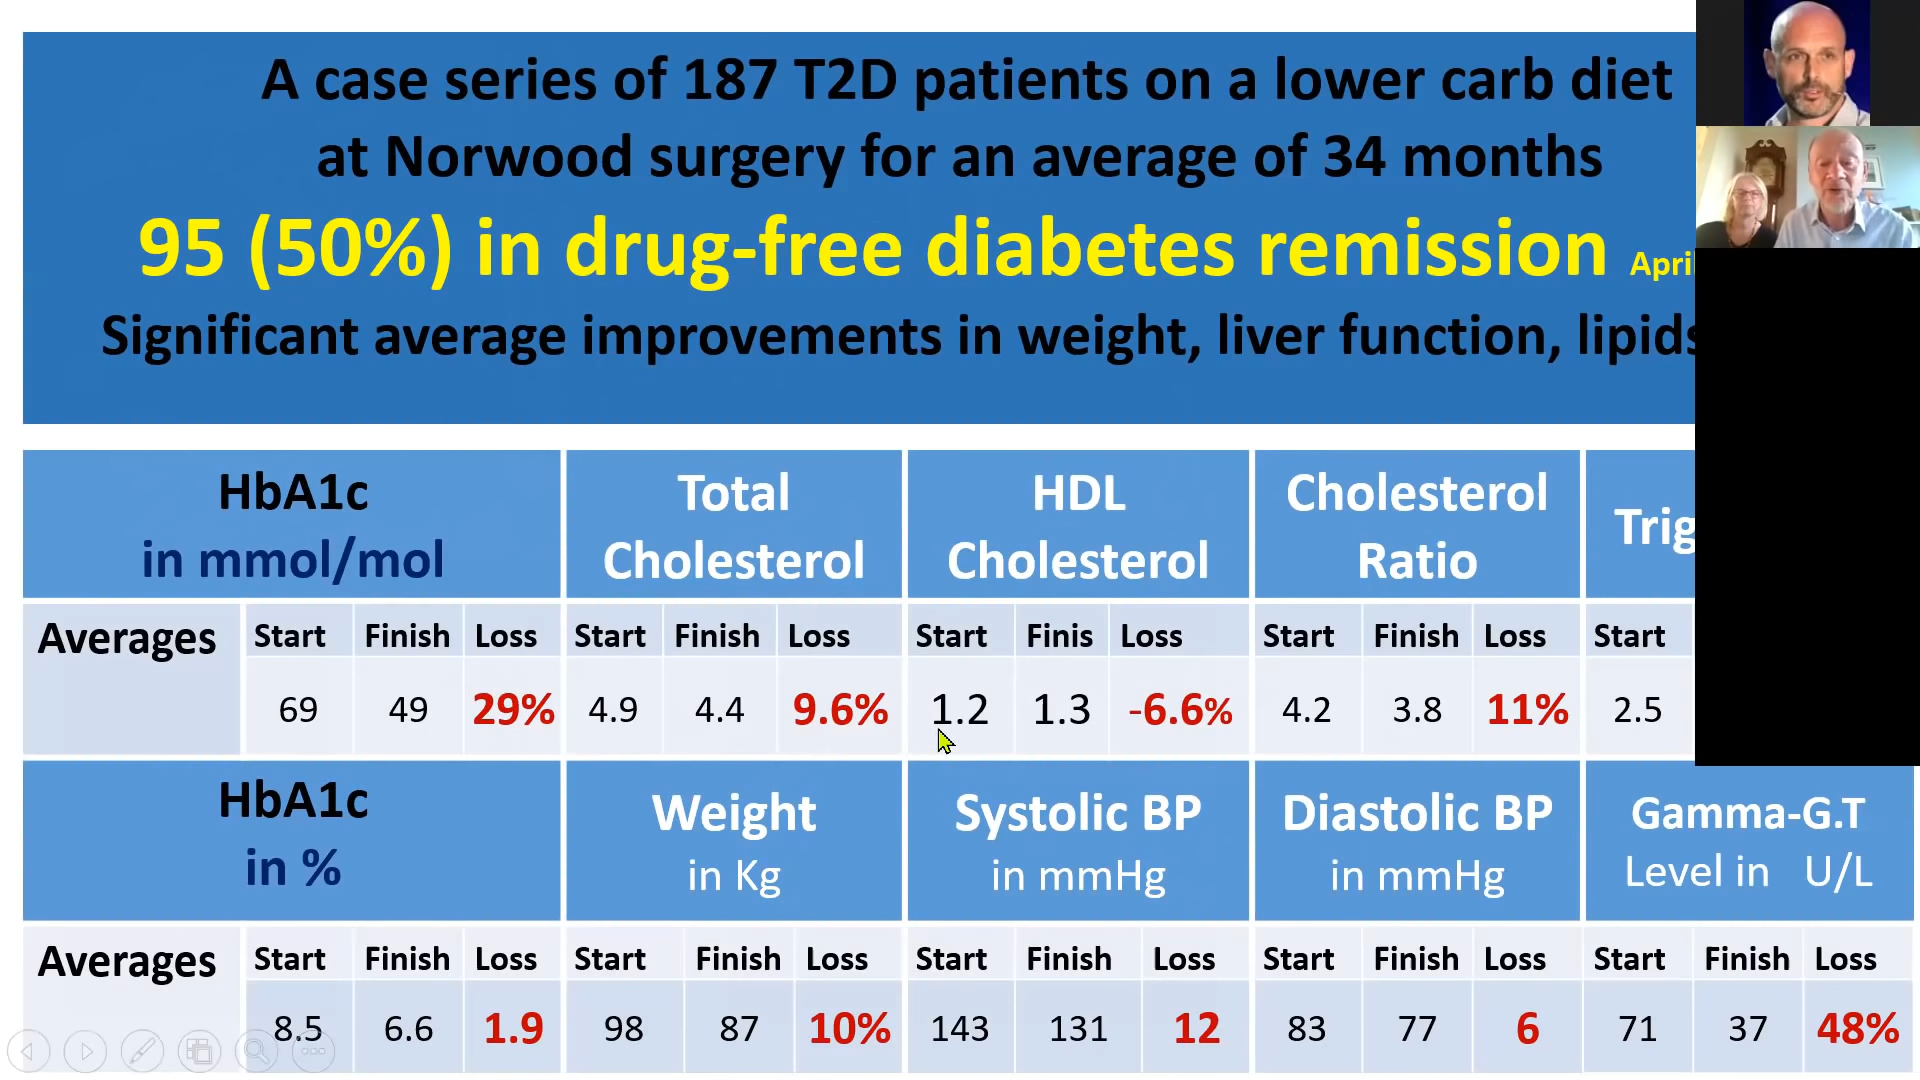 A case series of 187 T2D patients on a lower carb diet
at Norwood surgery for an average of 34 months
95 (50%) in drug-free diabetes remission
Significant average improvements in weight, liver function, lipids
HbA1c
in mmol/mol
Total
Cholesterol
HDL
Cholesterol
Cholesterol
Ratio
Trig
Averages Start Finish Loss Start Finish Loss Start Finis Loss Start Finish Loss Start
69 49 29% 4.9 4.4 9.6% 1.2 1.3 -6.6% 4.2 3.8 11% 2.5
HbA1c
in %
Weight
in Kg
Systolic BP
in mmHg
Diastolic BP
in mmHg
Gamma-G.T
Level in U/L
Averages Start Finish Loss Start Finish Loss Start Finish Loss Start Finish Loss Start Finish Loss
8.5 6.6 1.9 98 87 10% 143 131 12 83 77 6 71 37 48%